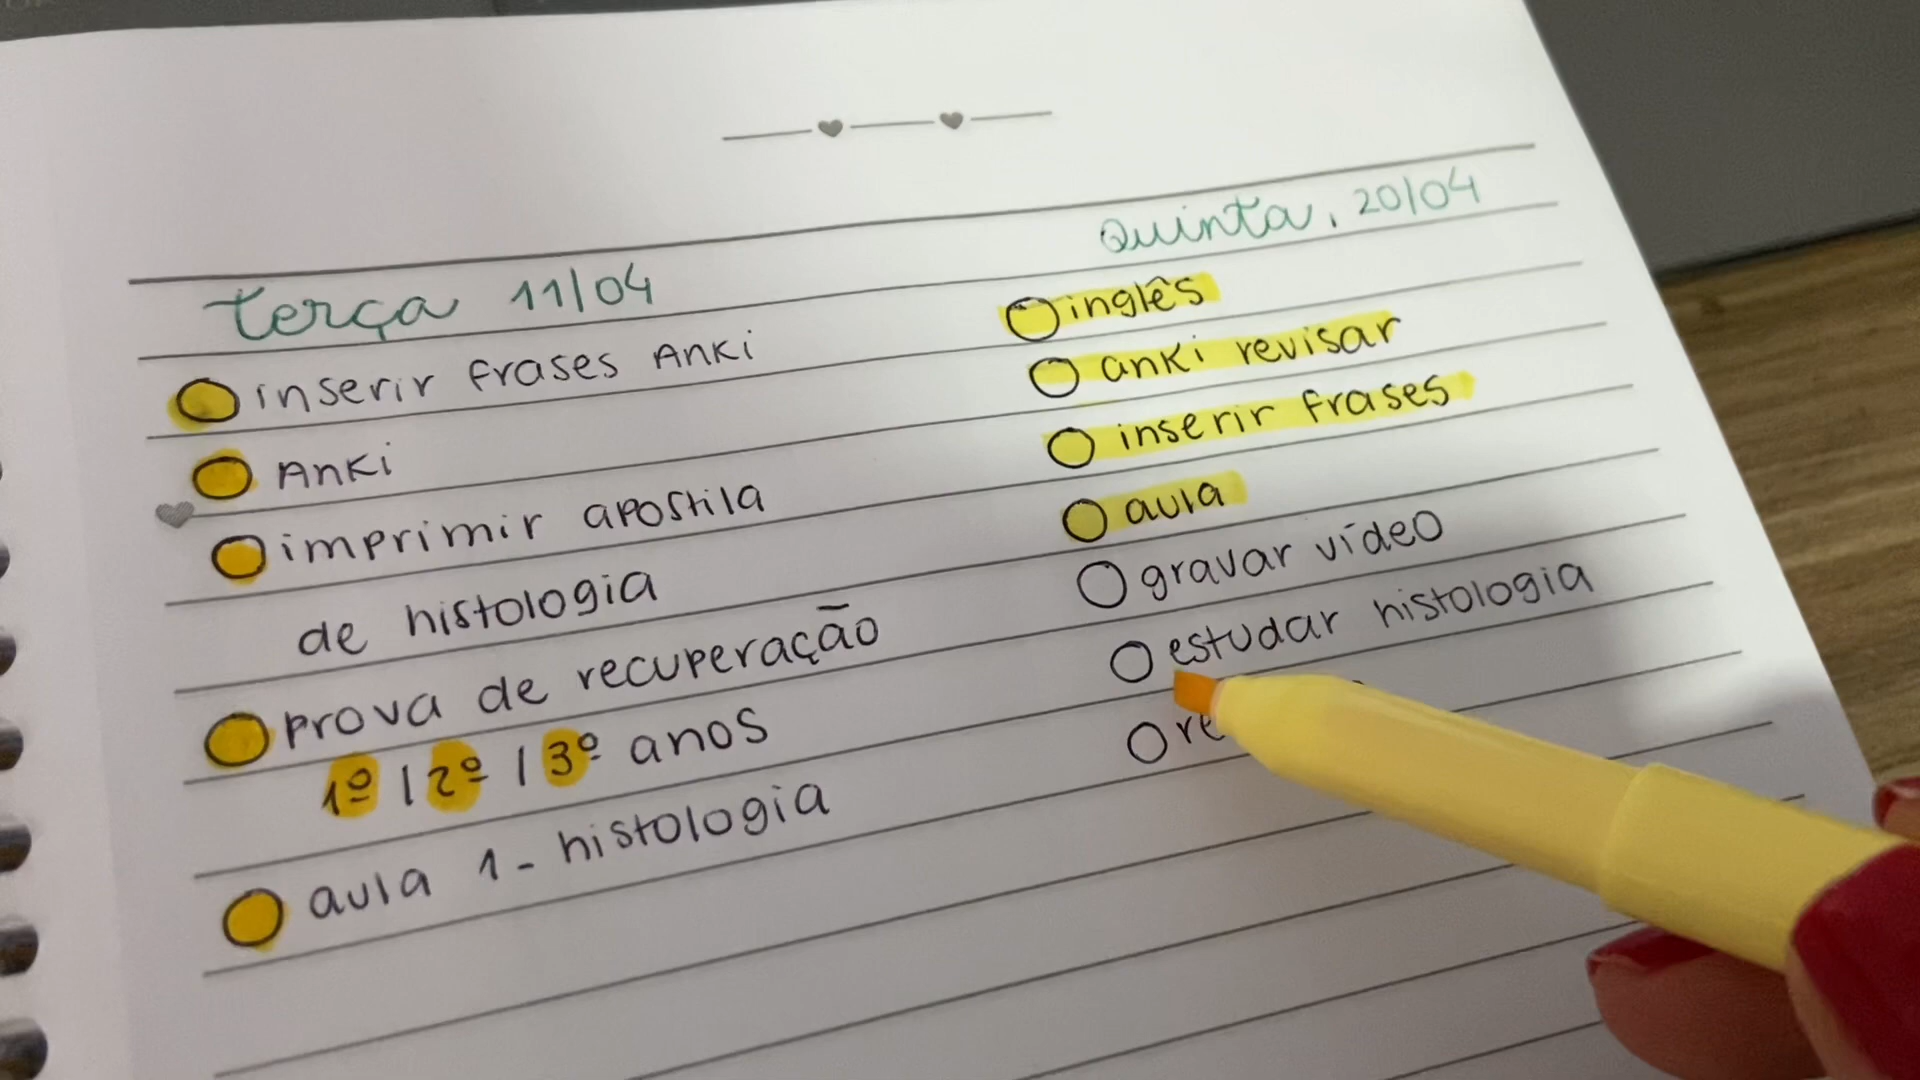 terça 11/04
inserir frases Anki
Anki
imprimir apostila
de histologia
prova de recuperação
1º / 2º / 3º anos
aula 1 - histologia
Quinta, 20/04
inglês
anki revisar
inserir frases
aula
gravar vídeo
estudar histologia